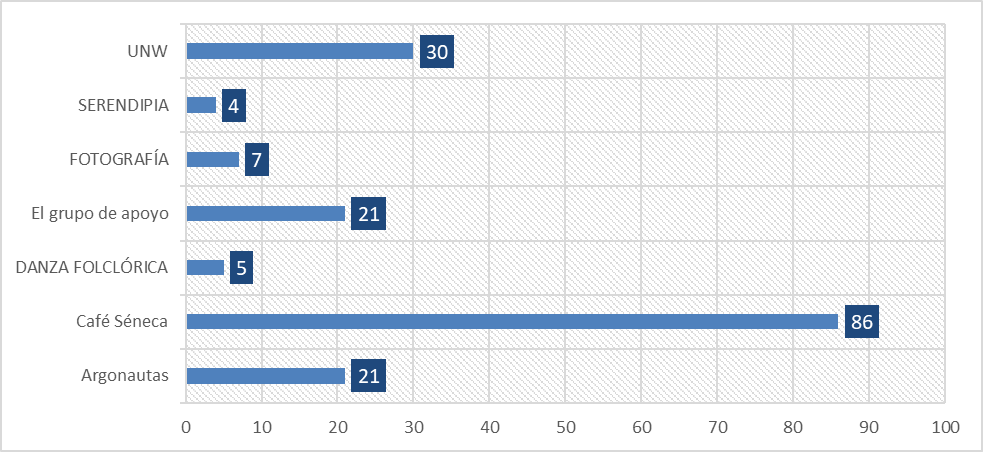 UNW
30
SERENDIPIA
4
FOTOGRAFÍA
7
El grupo de apoyo
21
DANZA FOLCLÓRICA
5
Café Séneca
86
Argonautas
21
0 10 20 30 40 50 60 70 80 90 100